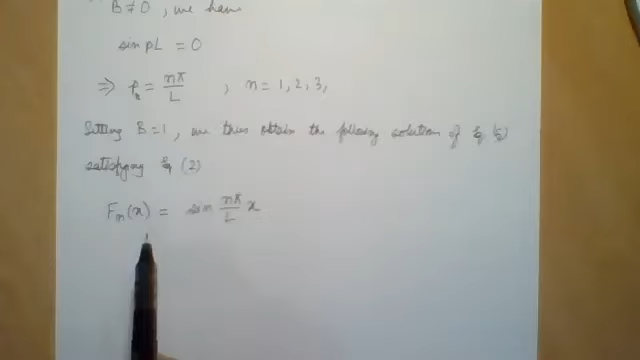 B ≠ 0 , we have
sin pL = 0
⇒ pₙ = nπ/L , n = 1, 2, 3,
Setting B = 1 , we thus obtain the following solution of Eq (5)
satisfying Eq (2)
Fₙ(x) = sin nπ/L x